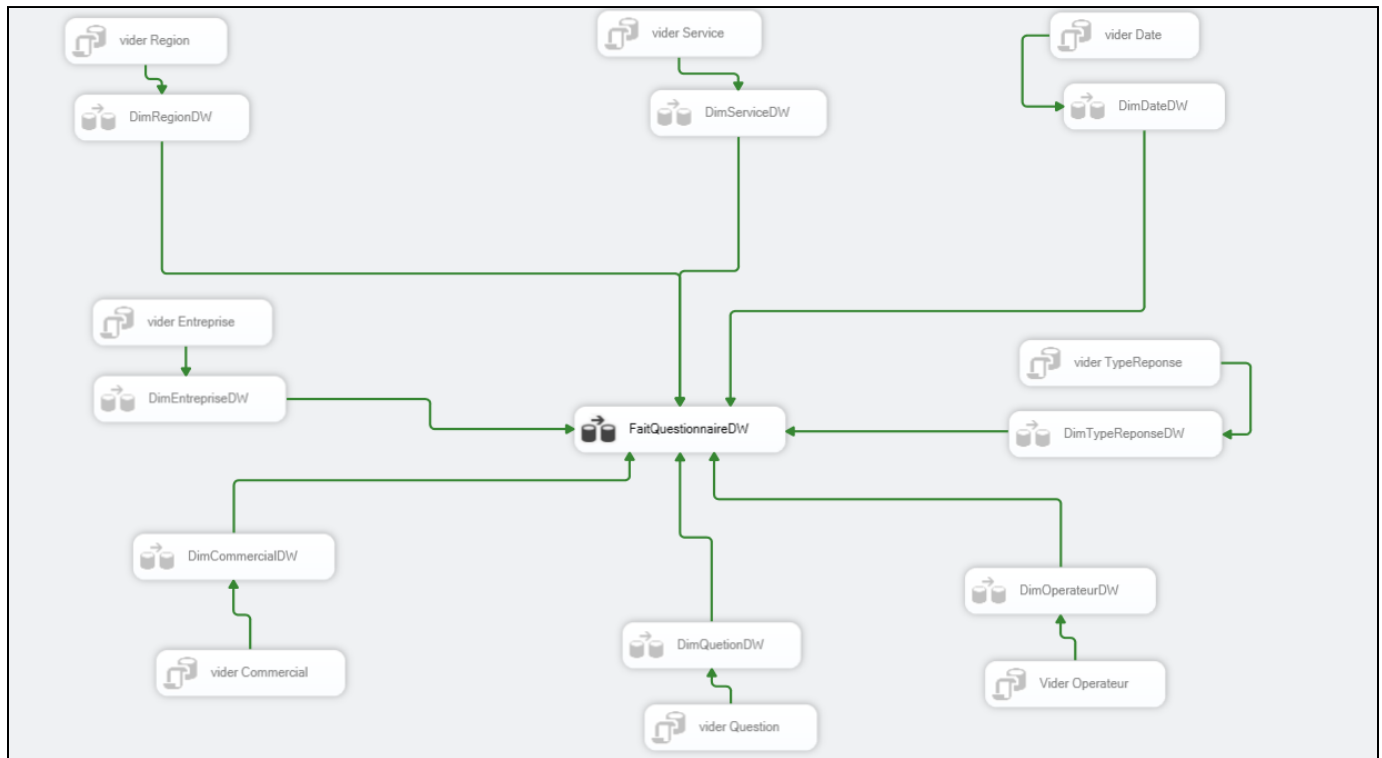 vider Region
vider Service
vider Date
DimRegionDW
DimServiceDW
DimDateDW
vider Entreprise
vider TypeReponse
DimEntrepriseDW
FaitQuestionnaireDW
DimTypeReponseDW
DimCommercialDW
DimOperateurDW
DimQuetionDW
vider Commercial
Vider Operateur
vider Question